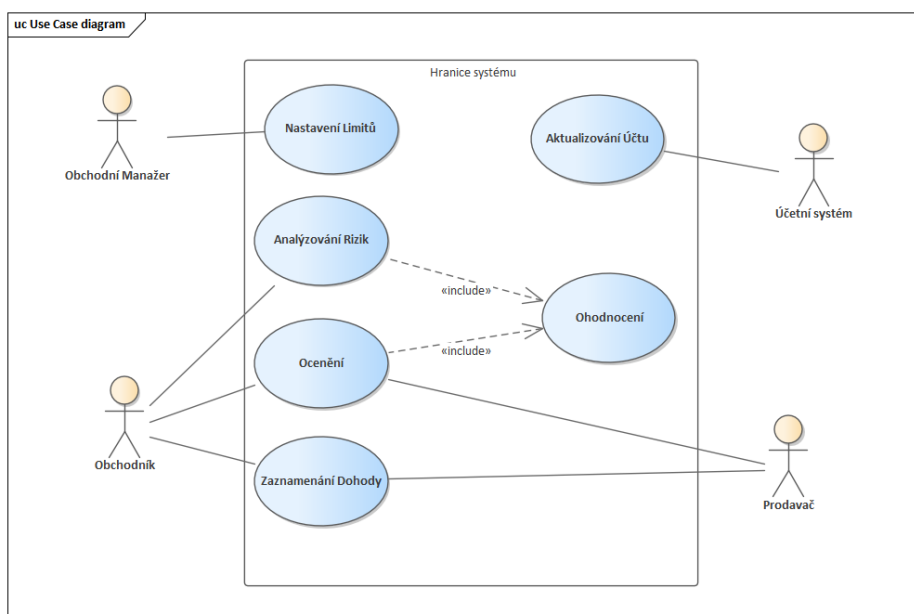 uc Use Case diagram
Hranice systému
Nastavení Limitů
Aktualizování Účtu
Obchodní Manažer
Účetní systém
Analýzování Rizik
«include»
Ohodnocení
«include»
Ocenění
Obchodník
Zaznamenání Dohody
Prodavač